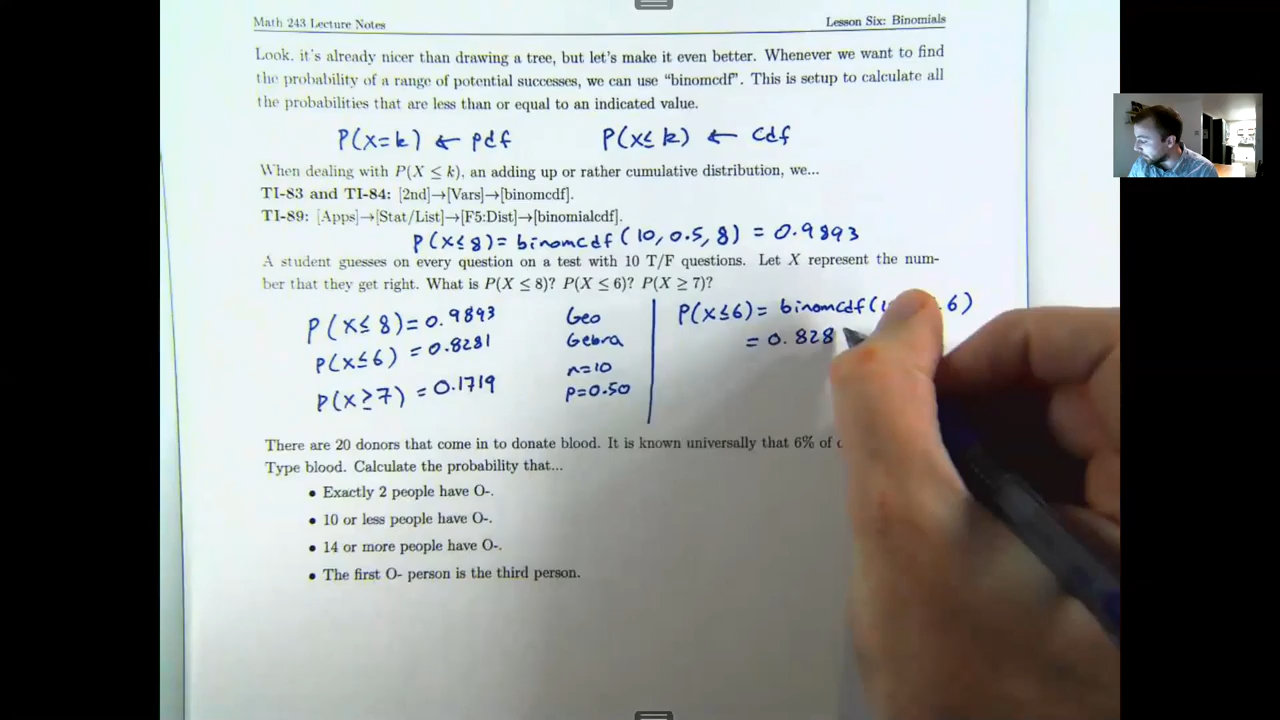 Math 243 Lecture Notes
Lesson Six: Binomials
Look, it's already nicer than drawing a tree, but let's make it even better. Whenever we want to find
the probability of a range of potential successes, we can use "binomcdf". This is setup to calculate all
the probabilities that are less than or equal to an indicated value.
P(X=k) ← pdf
P(X≤k) ← cdf
When dealing with P(X ≤ k), an adding up or rather cumulative distribution, we...
TI-83 and TI-84: [2nd]→[Vars]→[binomcdf].
TI-89: [Apps]→[Stat/List]→[F5:Dist]→[binomialcdf].
P(X≤8)= binomcdf(10, 0.5, 8) = 0.9893
A student guesses on every question on a test with 10 T/F questions. Let X represent the num-
ber that they get right. What is P(X ≤ 8)? P(X ≤ 6)? P(X ≥ 7)?
P(X≤8)=0.9893
P(X≤6)=0.8281
P(X≥7)=0.1719
Geo
Gebra
n=10
p=0.50
P(X≤6)= binomcdf(1 6)
= 0.828
There are 20 donors that come in to donate blood. It is known universally that 6% of
Type blood. Calculate the probability that...
• Exactly 2 people have O-.
• 10 or less people have O-.
• 14 or more people have O-.
• The first O- person is the third person.